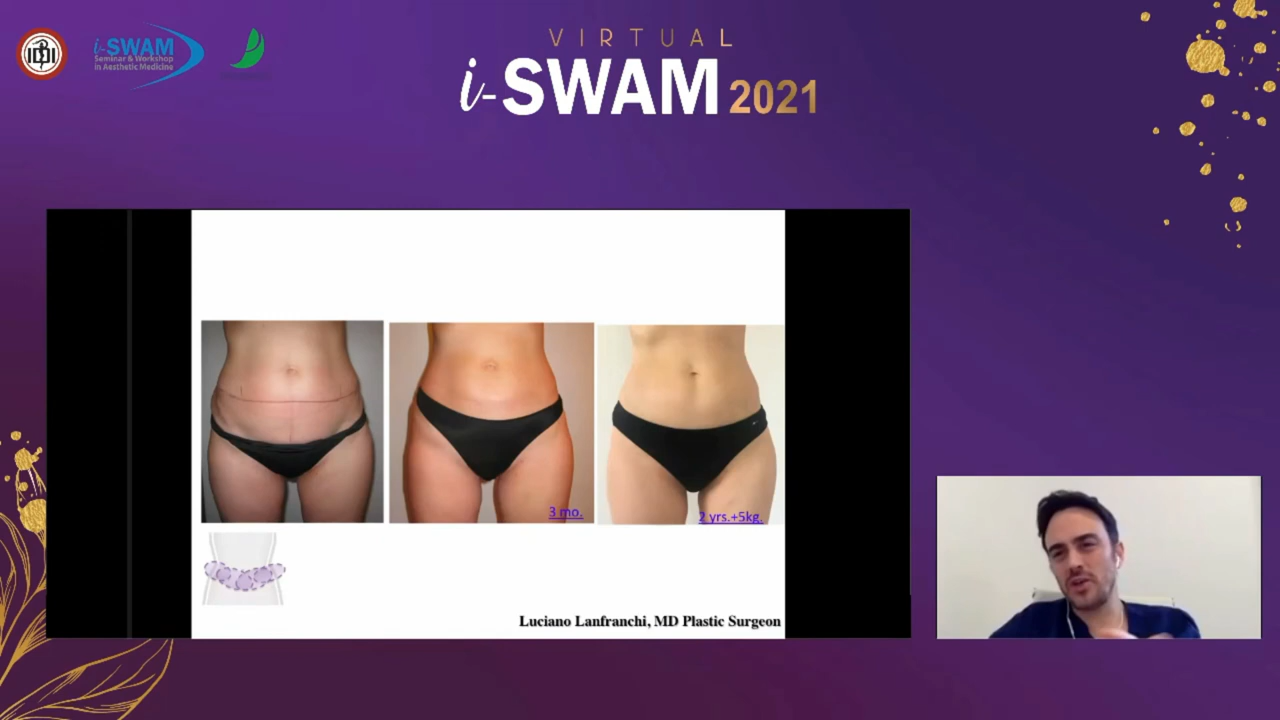 VIRTUAL
i-SWAM 2021
i-SWAM
Seminar & Workshop
in Aesthetic Medicine
3 mo.
2 yrs.+5kg.
Luciano Lanfranchi, MD Plastic Surgeon